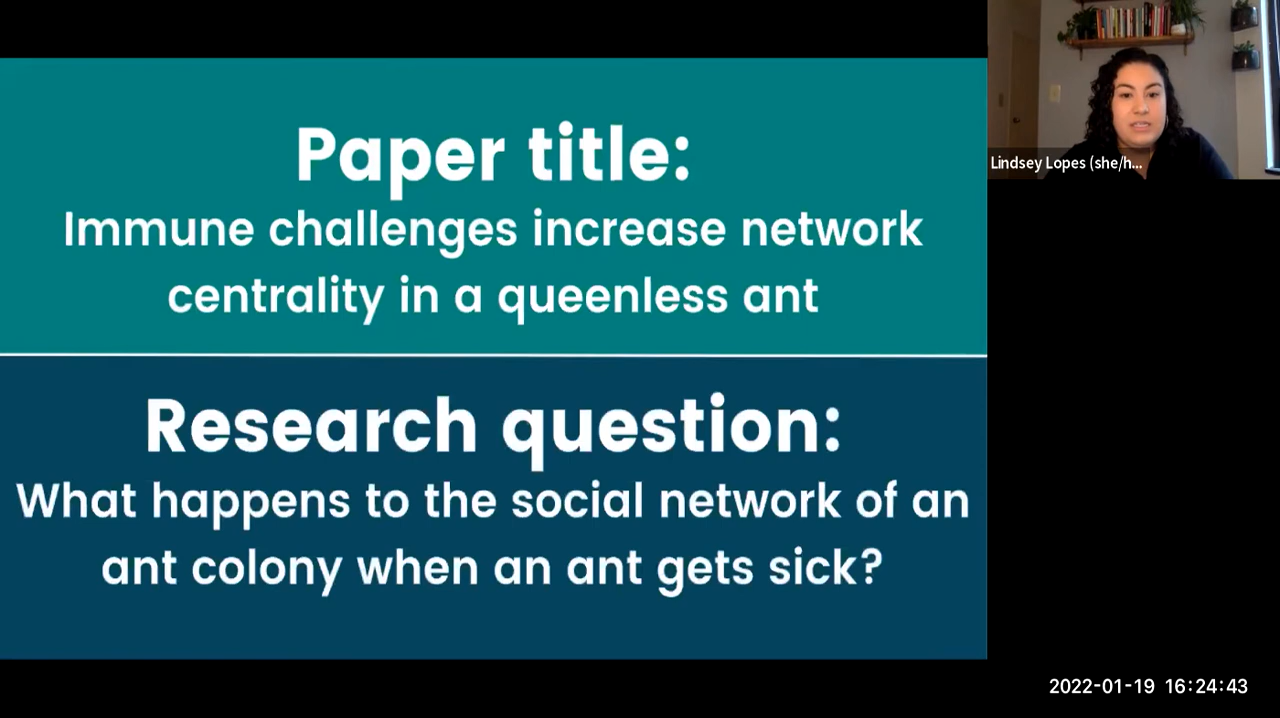 Paper title:
Immune challenges increase network
centrality in a queenless ant
Research question:
What happens to the social network of an
ant colony when an ant gets sick?
Lindsey Lopes (she/h...
2022-01-19 16:24:43